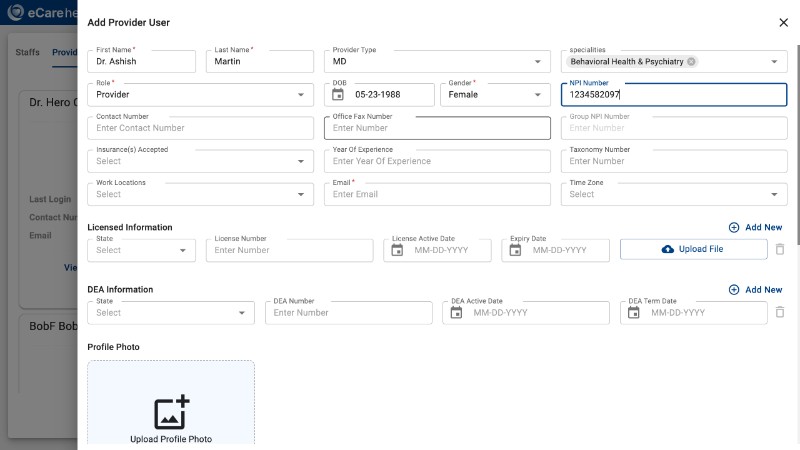 eCare he
Add Provider User
Staffs
Provid
First Name *
Last Name *
Provider Type
specialities
Dr. Ashish
Martin
MD
Behavioral Health & Psychiatry
Role *
DOB
Gender *
NPI Number
Provider
05-23-1988
Female
1234582097
Dr. Hero C
Contact Number
Office Fax Number
Group NPI Number
Enter Contact Number
Enter Number
Enter Number
Insurance(s) Accepted
Year Of Experience
Taxonomy Number
Select
Enter Year Of Experience
Enter Number
Work Locations
Email *
Time Zone
Select
Enter Email
Select
Last Login
Contact Num
Email
Vie
Licensed Information
Add New
State
License Number
License Active Date
Expiry Date
Select
Enter Number
MM-DD-YYYY
MM-DD-YYYY
Upload File
DEA Information
Add New
State
DEA Number
DEA Active Date
DEA Term Date
Select
Enter Number
MM-DD-YYYY
MM-DD-YYYY
BobF Bob
Profile Photo
Upload Profile Photo